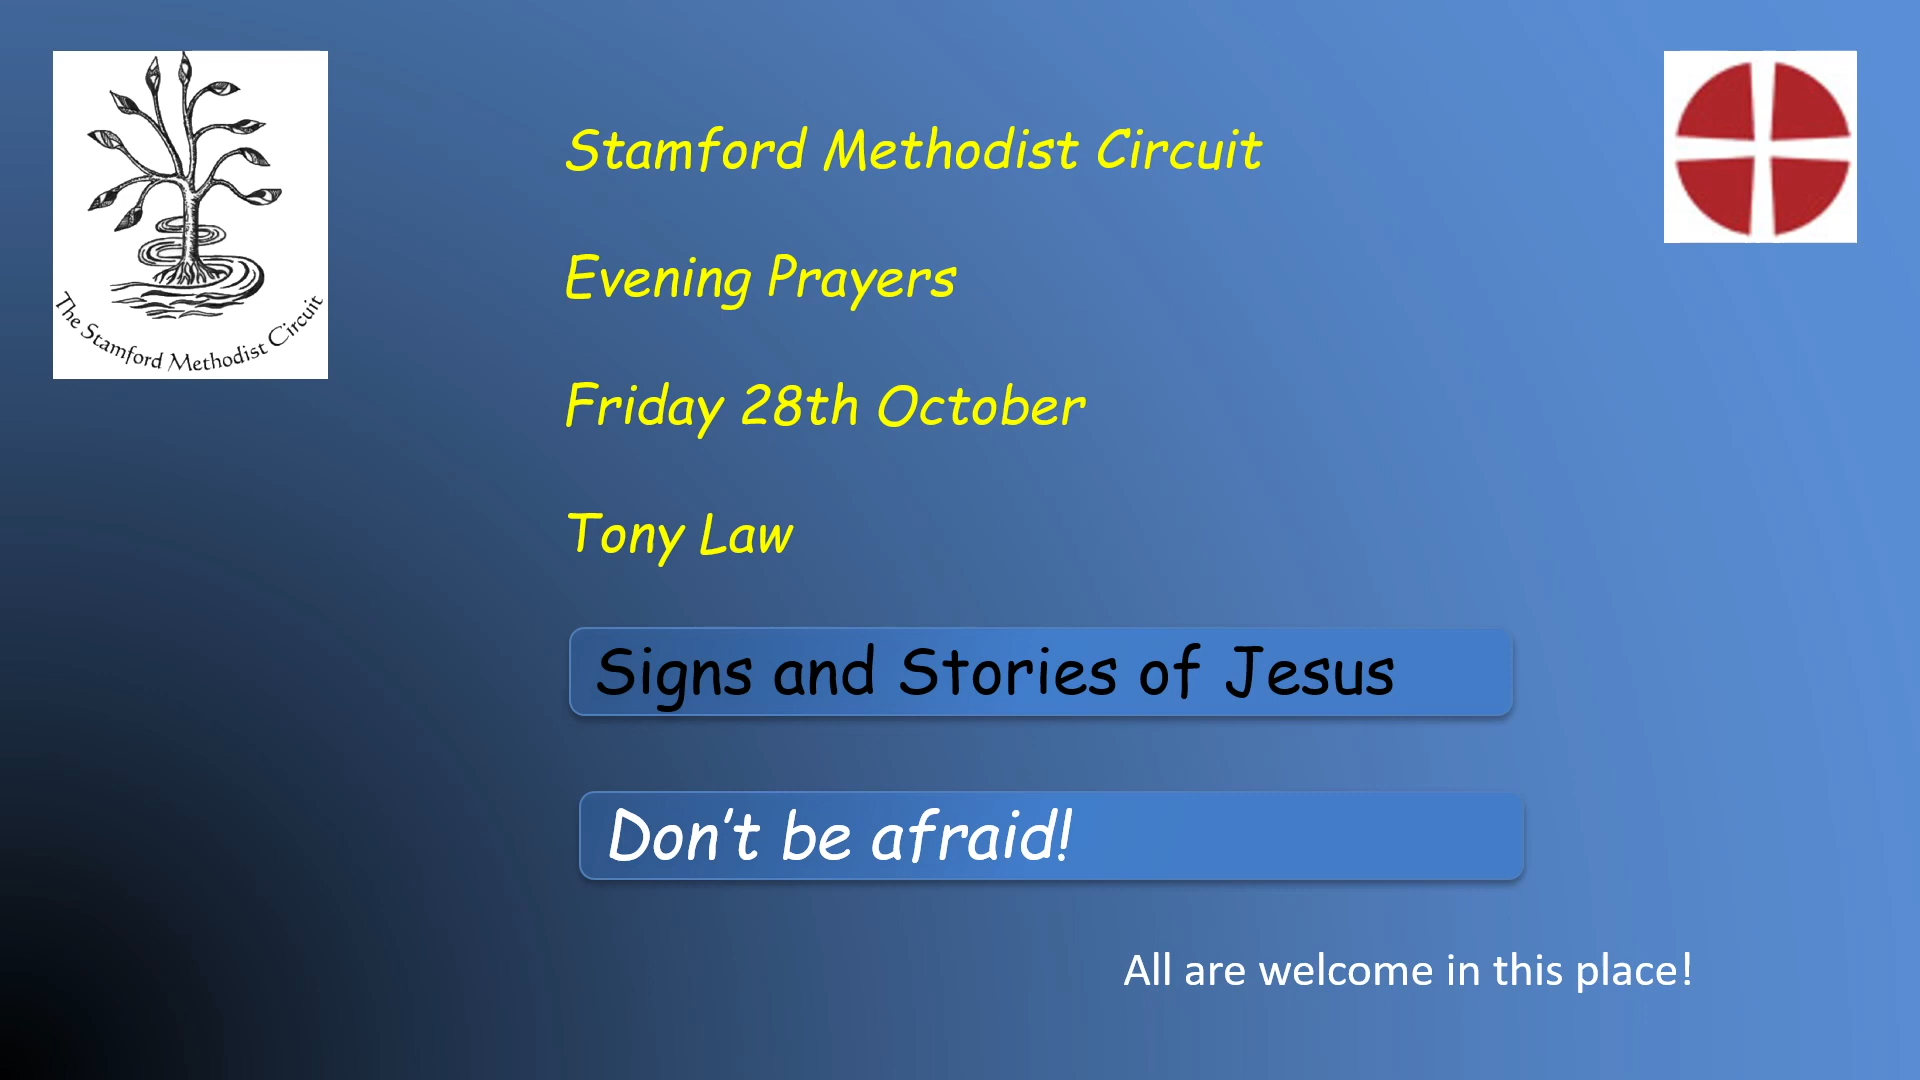 The Stamford Methodist Circuit
Stamford Methodist Circuit
Evening Prayers
Friday 28th October
Tony Law
Signs and Stories of Jesus
Don’t be afraid!
All are welcome in this place!